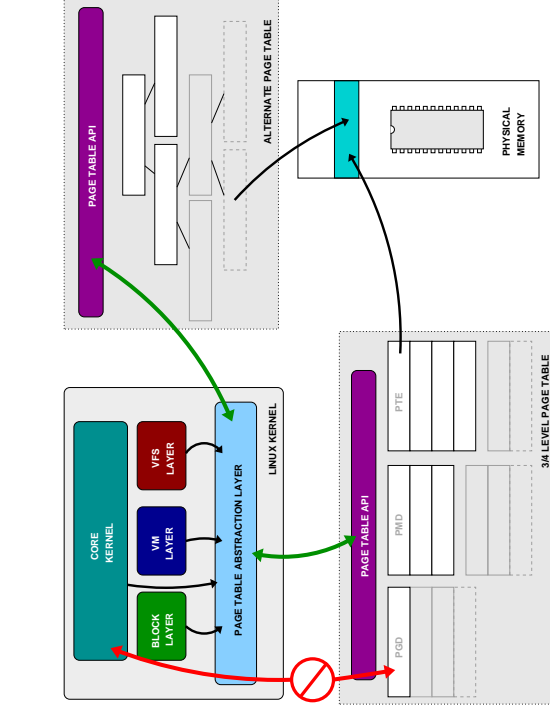 PAGE TABLE API
ALTERNATE PAGE TABLE
PHYSICAL
MEMORY
LINUX KERNEL
CORE
KERNEL
VFS
LAYER
VM
LAYER
BLOCK
LAYER
PAGE TABLE ABSTRACTION LAYER
PAGE TABLE API
PTE
PMD
PGD
3/4 LEVEL PAGE TABLE